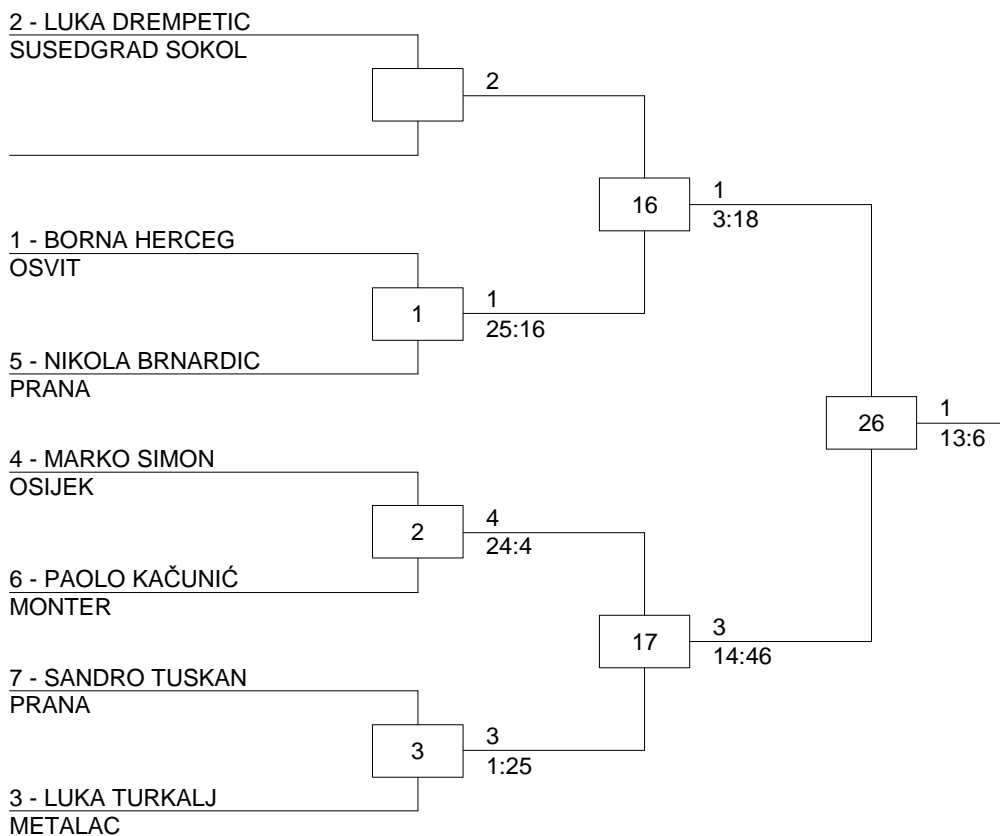 2 - LUKA DREMPETIC
SUSEDGRAD SOKOL
2
16
1
3:18
1 - BORNA HERCEG
OSVIT
1
1
25:16
5 - NIKOLA BRNARDIC
PRANA
26
1
13:6
4 - MARKO SIMON
OSIJEK
2
4
24:4
6 - PAOLO KAČUNIĆ
MONTER
17
3
14:46
7 - SANDRO TUSKAN
PRANA
3
3
1:25
3 - LUKA TURKALJ
METALAC